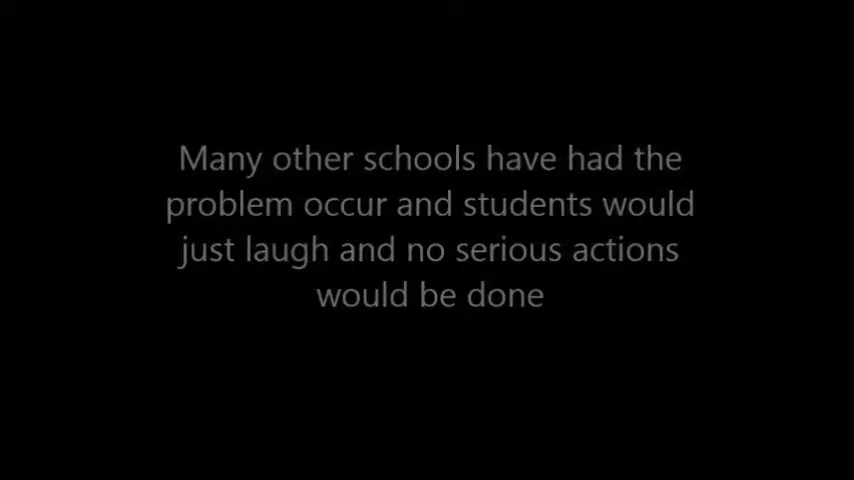 Many other schools have had the
problem occur and students would
just laugh and no serious actions
would be done